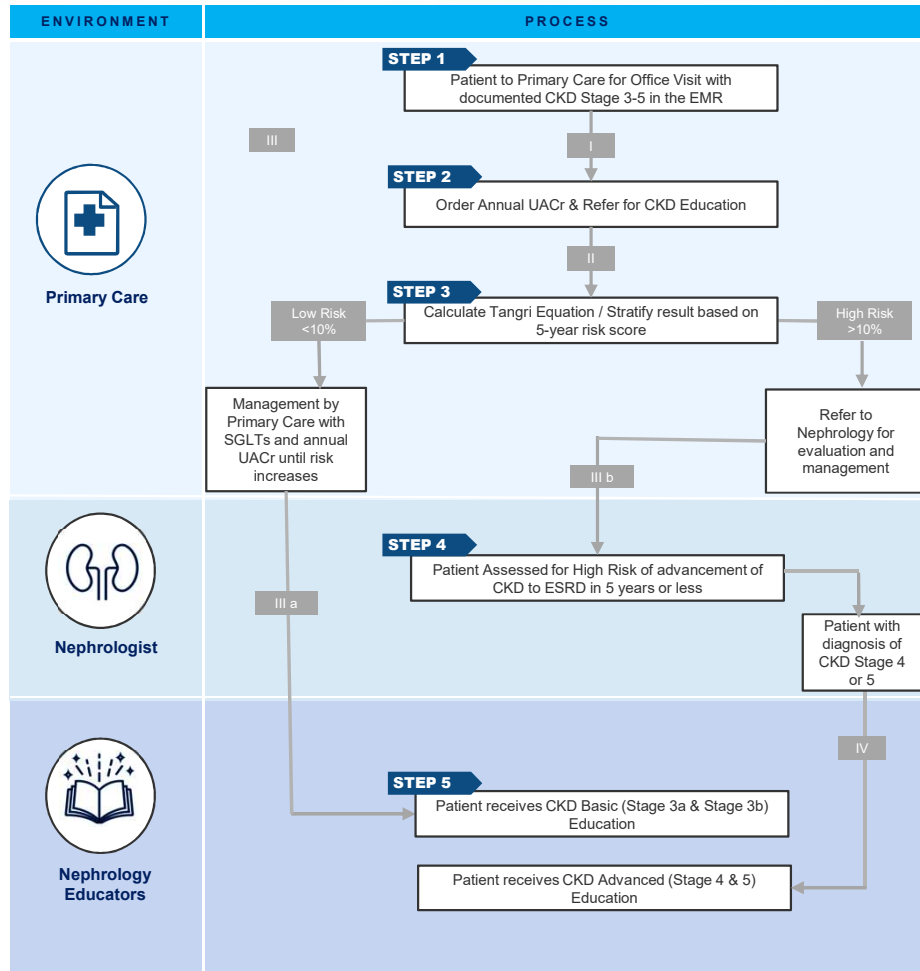 ENVIRONMENT
PROCESS
STEP 1
Patient to Primary Care for Office Visit with
documented CKD Stage 3-5 in the EMR
III
I
STEP 2
Order Annual UACr & Refer for CKD Education
Primary Care
II
STEP 3
Low Risk
<10%
Calculate Tangri Equation / Stratify result based on
5-year risk score
High Risk
>10%
Management by
Primary Care with
SGLTs and annual
UACr until risk
increases
Refer to
Nephrology for
evaluation and
management
III b
STEP 4
Patient Assessed for High Risk of advancement of
CKD to ESRD in 5 years or less
III a
Nephrologist
Patient with
diagnosis of
CKD Stage 4
or 5
IV
STEP 5
Patient receives CKD Basic (Stage 3a & Stage 3b)
Education
Nephrology
Educators
Patient receives CKD Advanced (Stage 4 & 5)
Education